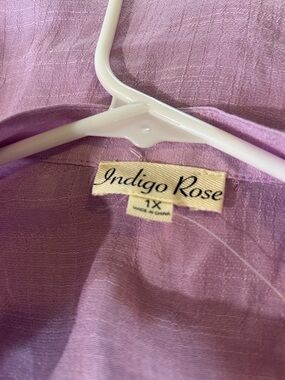 Indigo Rose
1X
MADE IN CHINA